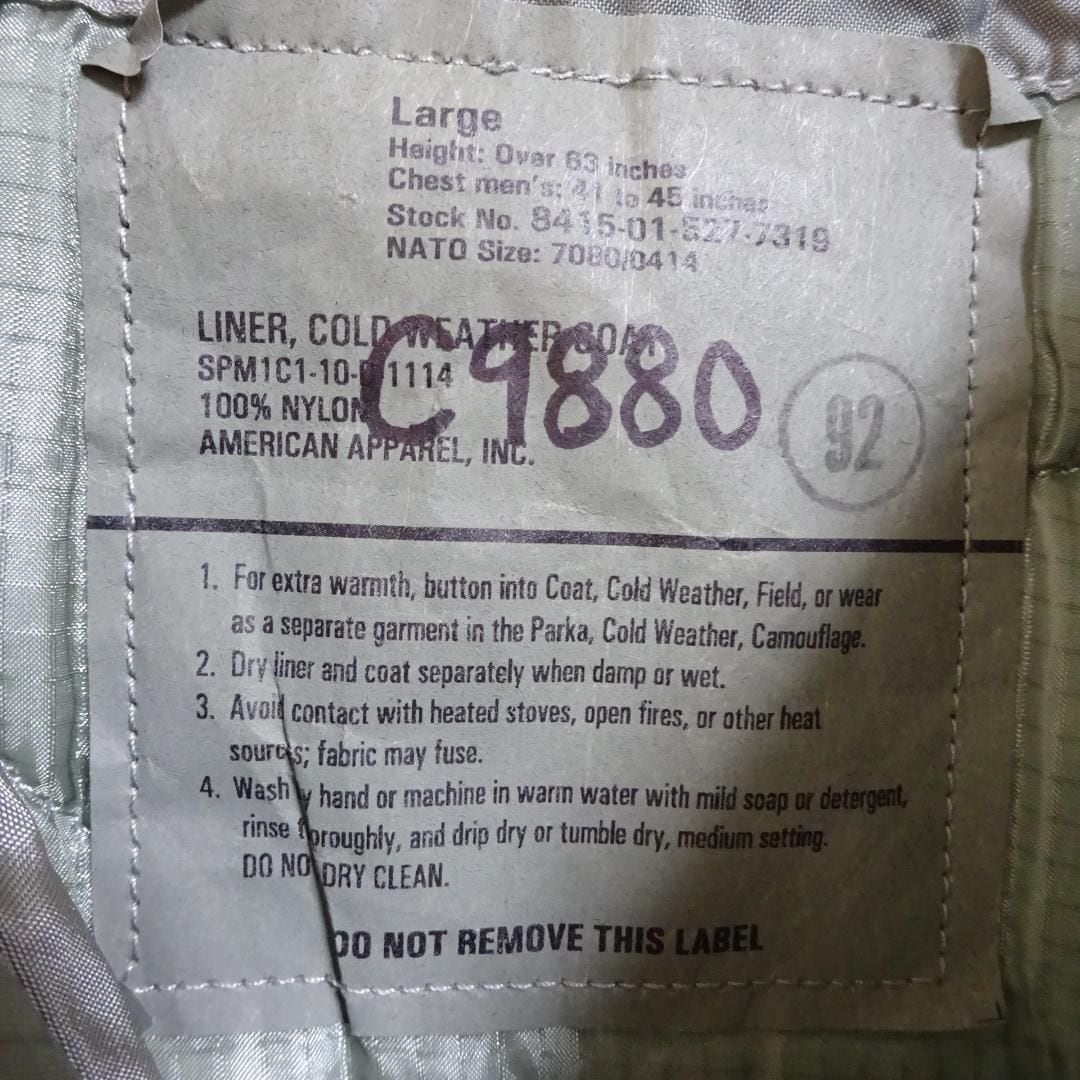 Large
Height: Over 63 inches
Chest men's: 41 to 45 inches
Stock No. 8415-01-527-7319
NATO Size: 7080/0414
LINER, COLD WEATHER COAT
SPM1C1-10-D 1114
C9880
100% NYLON
AMERICAN APPAREL, INC.
92
1. For extra warmth, button into Coat, Cold Weather, Field, or wear
as a separate garment in the Parka, Cold Weather, Camouflage.
2. Dry liner and coat separately when damp or wet.
3. Avoid contact with heated stoves, open fires, or other heat
sources; fabric may fuse.
4. Wash by hand or machine in warm water with mild soap or detergent,
rinse thoroughly, and drip dry or tumble dry, medium setting.
DO NOT DRY CLEAN.
DO NOT REMOVE THIS LABEL